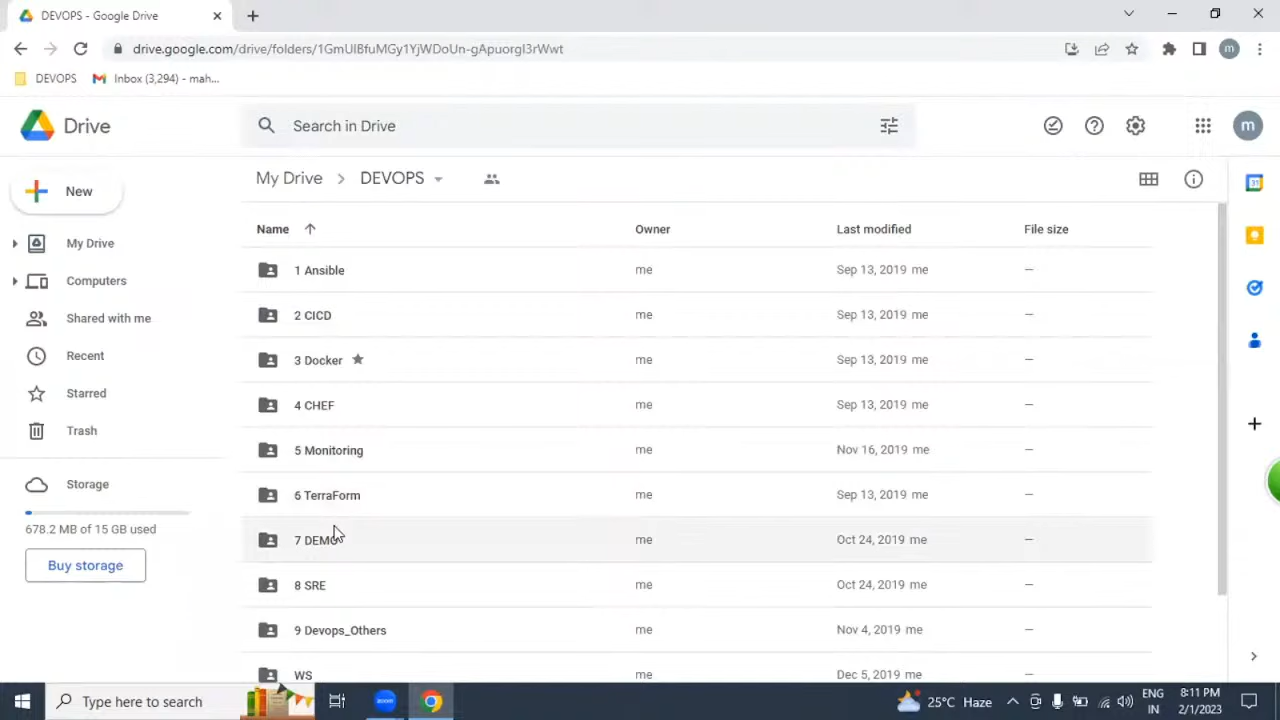 DEVOPS - Google Drive
drive.google.com/drive/folders/1GmUlBfuMGy1YjWDoUn-gApuorgI3rWwt
m
DEVOPS
Inbox (3,294) - mah...
Drive
Search in Drive
m
New
My Drive
Computers
Shared with me
Recent
Starred
Trash
Storage
678.2 MB of 15 GB used
Buy storage
My Drive > DEVOPS
Name Owner Last modified File size
1 Ansible me Sep 13, 2019 me –
2 CICD me Sep 13, 2019 me –
3 Docker me Sep 13, 2019 me –
4 CHEF me Sep 13, 2019 me –
5 Monitoring me Nov 16, 2019 me –
6 TerraForm me Sep 13, 2019 me –
7 DEMO me Oct 24, 2019 me –
8 SRE me Oct 24, 2019 me –
9 Devops_Others me Nov 4, 2019 me –
WS me Dec 5, 2019 me –
31
Type here to search
zoom
25°C Haze
ENG
IN
8:11 PM
2/1/2023